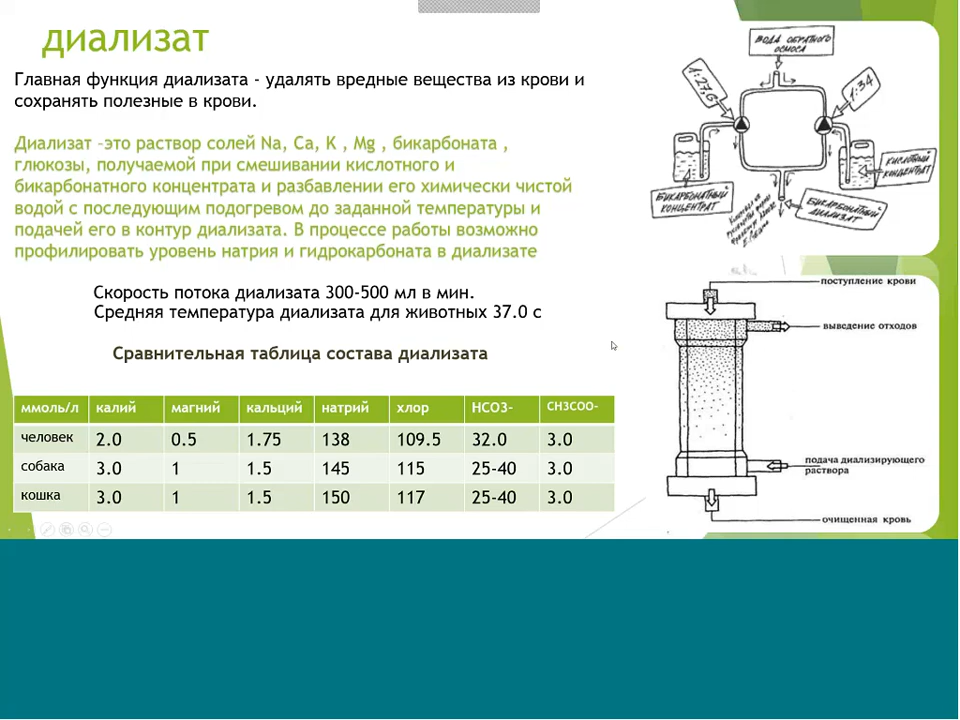 диализат
Главная функция диализата - удалять вредные вещества из крови и
сохранять полезные в крови.
Диализат –это раствор солей Na, Ca, K , Mg , бикарбоната ,
глюкозы, получаемой при смешивании кислотного и
бикарбонатного концентрата и разбавлении его химически чистой
водой с последующим подогревом до заданной температуры и
подачей его в контур диализата. В процессе работы возможно
профилировать уровень натрия и гидрокарбоната в диализате
Скорость потока диализата 300-500 мл в мин.
Средняя температура диализата для животных 37.0 с
Сравнительная таблица состава диализата
ммоль/л калий магний кальций натрий хлор HCO3- CH3COO-
человек 2.0 0.5 1.75 138 109.5 32.0 3.0
собака 3.0 1 1.5 145 115 25-40 3.0
кошка 3.0 1 1.5 150 117 25-40 3.0
ВОДА ОБРАТНОГО
ОСМОСА
1:27,6
1:34
БИКАРБОНАТНЫЙ
КОНЦЕНТРАТ
КИСЛОТНЫЙ
КОНЦЕНТРАТ
БИКАРБОНАТНЫЙ
ДИАЛИЗАТ
поступление крови
выведение отходов
подача диализирующего
раствора
очищенная кровь